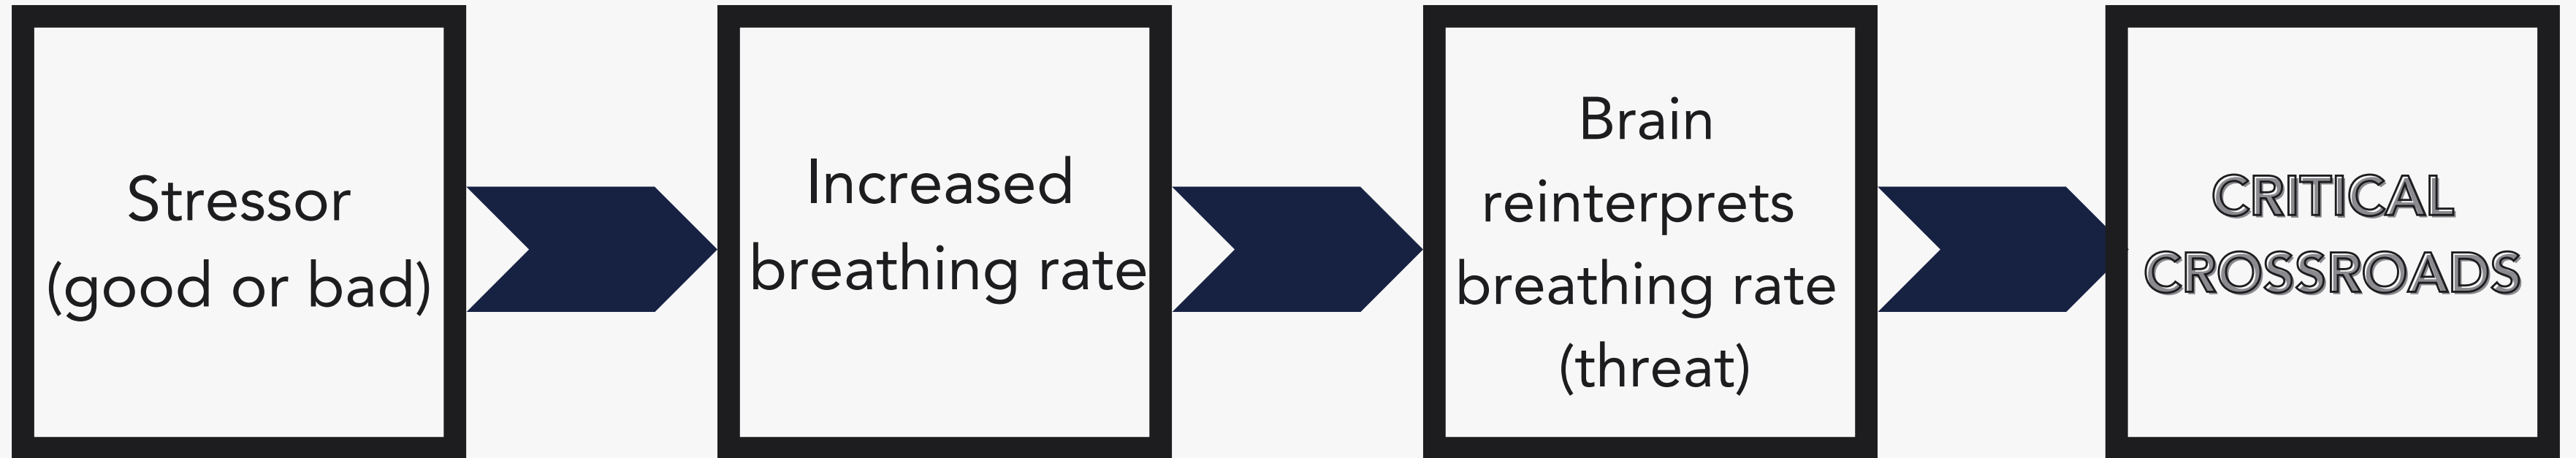 Stressor
(good or bad)
Increased
breathing rate
Brain
reinterprets
breathing rate
(threat)
CRITICAL
CROSSROADS